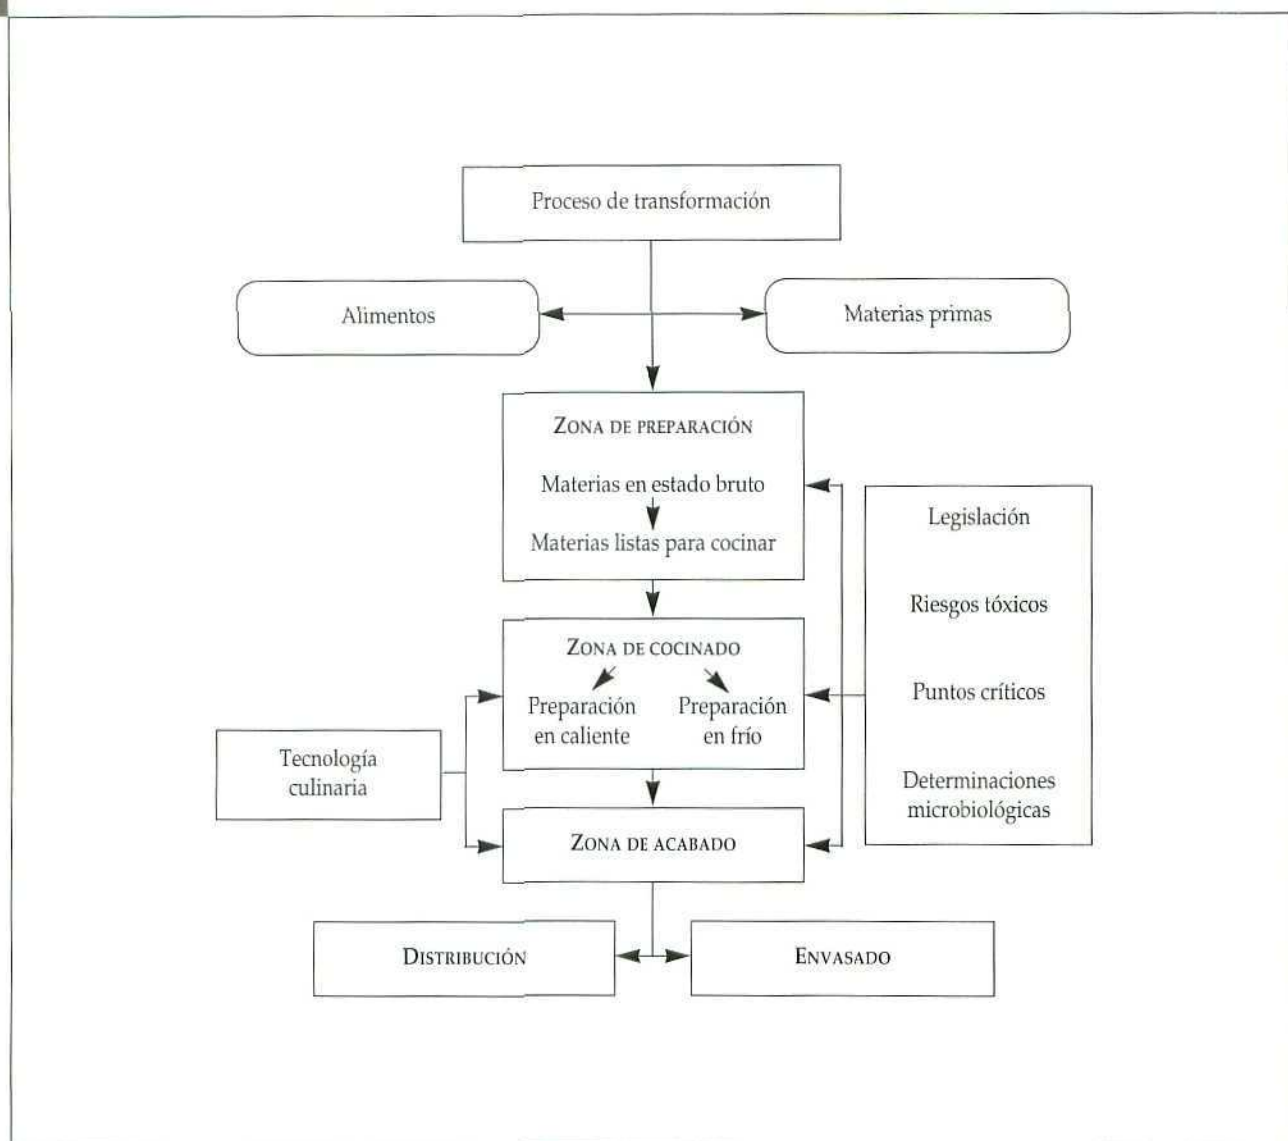 Proceso de transformación
Alimentos
Materias primas
ZONA DE PREPARACIÓN
Materias en estado bruto
Materias listas para cocinar
ZONA DE COCINADO
Preparación
en caliente
Preparación
en frío
Tecnología
culinaria
ZONA DE ACABADO
Legislación
Riesgos tóxicos
Puntos críticos
Determinaciones
microbiológicas
DISTRIBUCIÓN
ENVASADO